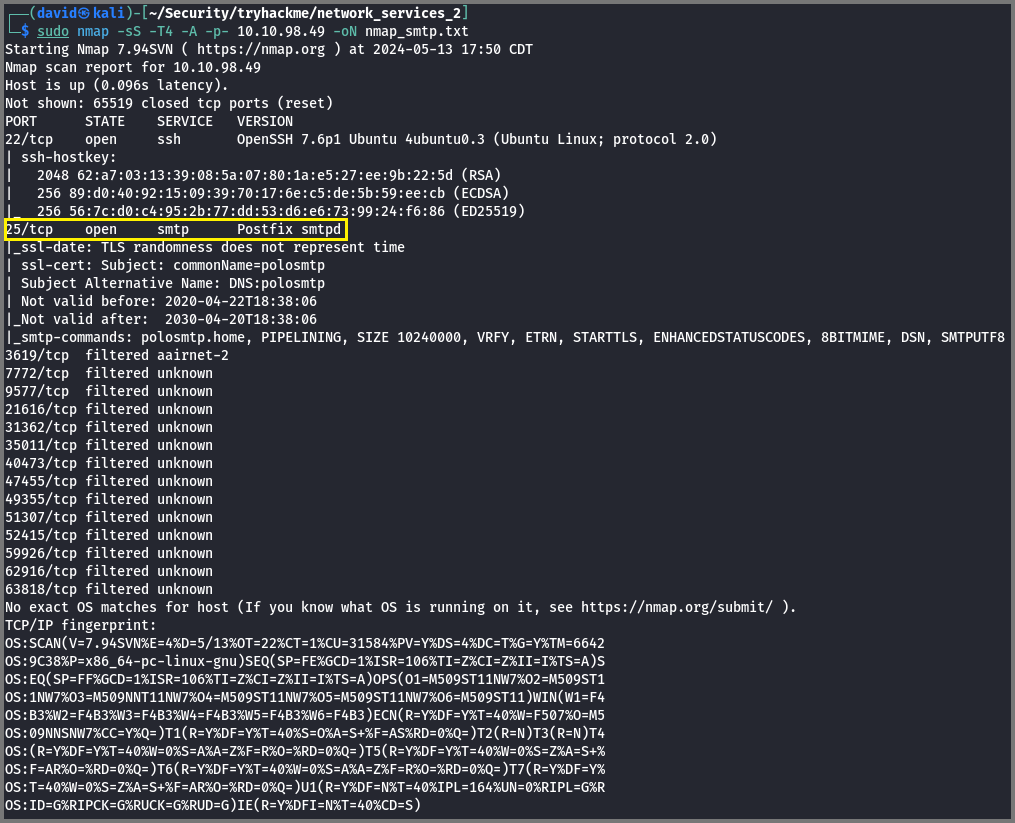 ┌──(david㉿kali)-[~/Security/tryhackme/network_services_2]
└─$ sudo nmap -sS -T4 -A -p- 10.10.98.49 -oN nmap_smtp.txt
Starting Nmap 7.94SVN ( https://nmap.org ) at 2024-05-13 17:50 CDT
Nmap scan report for 10.10.98.49
Host is up (0.096s latency).
Not shown: 65519 closed tcp ports (reset)
PORT      STATE    SERVICE   VERSION
22/tcp    open     ssh       OpenSSH 7.6p1 Ubuntu 4ubuntu0.3 (Ubuntu Linux; protocol 2.0)
| ssh-hostkey:
|   2048 62:a7:03:13:39:08:5a:07:80:1a:e5:27:ee:9b:22:5d (RSA)
|   256 89:d0:40:92:15:09:39:70:17:6e:c5:de:5b:59:ee:cb (ECDSA)
|_  256 56:7c:d0:c4:95:2b:77:dd:53:d6:e6:73:99:24:f6:86 (ED25519)
25/tcp    open     smtp      Postfix smtpd
|_ssl-date: TLS randomness does not represent time
| ssl-cert: Subject: commonName=polosmtp
| Subject Alternative Name: DNS:polosmtp
| Not valid before: 2020-04-22T18:38:06
|_Not valid after:  2030-04-20T18:38:06
|_smtp-commands: polosmtp.home, PIPELINING, SIZE 10240000, VRFY, ETRN, STARTTLS, ENHANCEDSTATUSCODES, 8BITMIME, DSN, SMTPUTF8
3619/tcp  filtered aairnet-2
7772/tcp  filtered unknown
9577/tcp  filtered unknown
21616/tcp filtered unknown
31362/tcp filtered unknown
35011/tcp filtered unknown
40473/tcp filtered unknown
47455/tcp filtered unknown
49355/tcp filtered unknown
51307/tcp filtered unknown
52415/tcp filtered unknown
59926/tcp filtered unknown
62916/tcp filtered unknown
63818/tcp filtered unknown
No exact OS matches for host (If you know what OS is running on it, see https://nmap.org/submit/ ).
TCP/IP fingerprint:
OS:SCAN(V=7.94SVN%E=4%D=5/13%OT=22%CT=1%CU=31584%PV=Y%DS=4%DC=T%G=Y%TM=6642
OS:9C38%P=x86_64-pc-linux-gnu)SEQ(SP=FE%GCD=1%ISR=106%TI=Z%CI=Z%II=I%TS=A)S
OS:EQ(SP=FF%GCD=1%ISR=106%TI=Z%CI=Z%II=I%TS=A)OPS(O1=M509ST11NW7%O2=M509ST1
OS:1NW7%O3=M509NNT11NW7%O4=M509ST11NW7%O5=M509ST11NW7%O6=M509ST11)WIN(W1=F4
OS:B3%W2=F4B3%W3=F4B3%W4=F4B3%W5=F4B3%W6=F4B3)ECN(R=Y%DF=Y%T=40%W=F507%O=M5
OS:09NNSNW7%CC=Y%Q=)T1(R=Y%DF=Y%T=40%S=O%A=S+%F=AS%RD=0%Q=)T2(R=N)T3(R=N)T4
OS:(R=Y%DF=Y%T=40%W=0%S=A%A=Z%F=R%O=%RD=0%Q=)T5(R=Y%DF=Y%T=40%W=0%S=Z%A=S+%
OS:F=AR%O=%RD=0%Q=)T6(R=Y%DF=Y%T=40%W=0%S=A%A=Z%F=R%O=%RD=0%Q=)T7(R=Y%DF=Y%
OS:T=40%W=0%S=Z%A=S+%F=AR%O=%RD=0%Q=)U1(R=Y%DF=N%T=40%IPL=164%UN=0%RIPL=G%R
OS:ID=G%RIPCK=G%RUCK=G%RUD=G)IE(R=Y%DFI=N%T=40%CD=S)